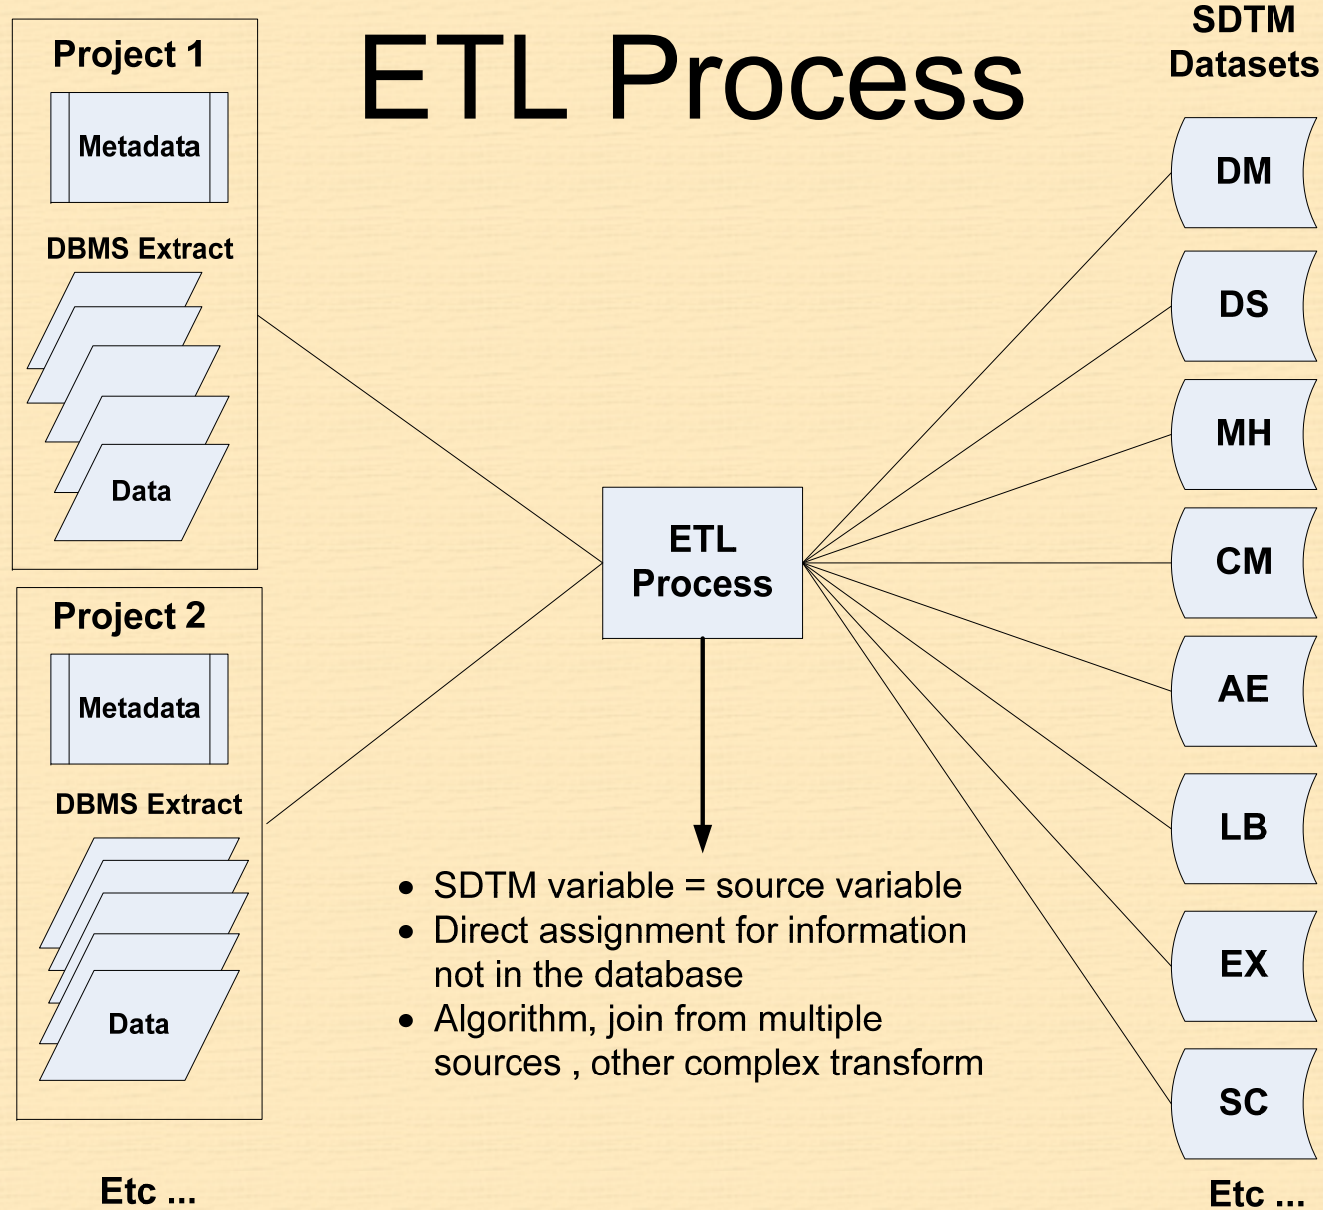 ETL Process
Project 1
Metadata
DBMS Extract
Data
Project 2
Metadata
DBMS Extract
Data
Etc ...
ETL
Process
• SDTM variable = source variable
• Direct assignment for information
not in the database
• Algorithm, join from multiple
sources , other complex transform
SDTM
Datasets
DM
DS
MH
CM
AE
LB
EX
SC
Etc ...